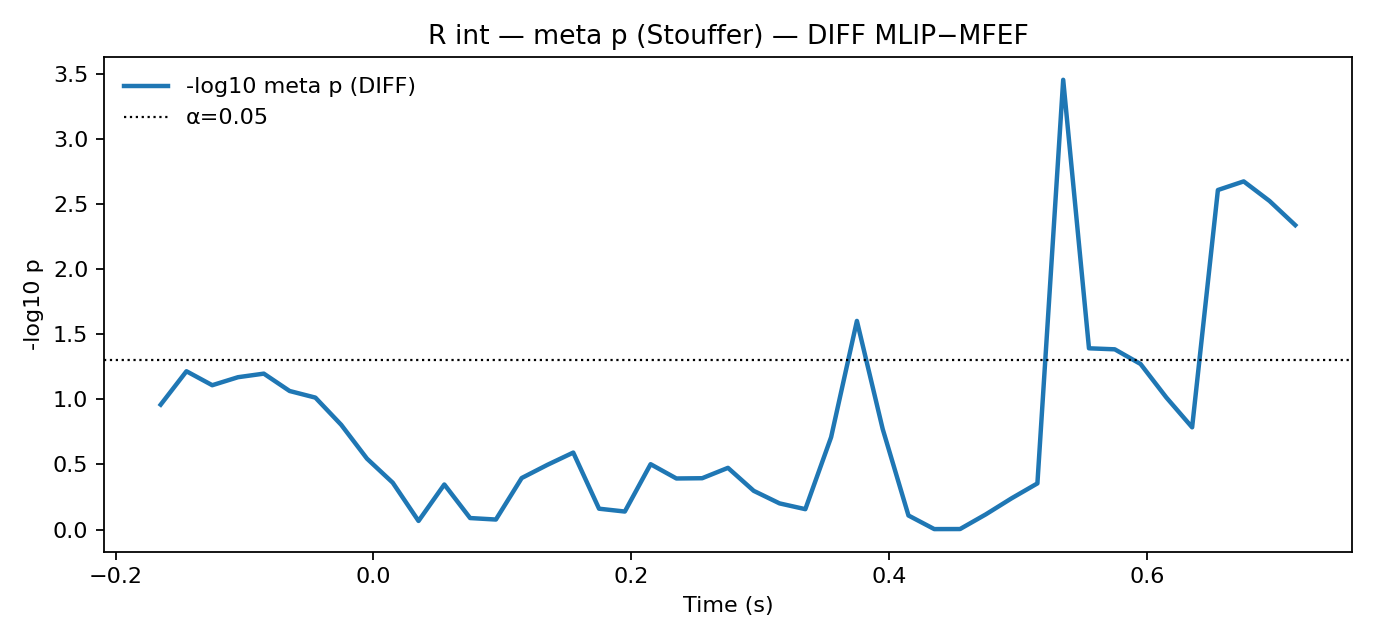 R int — meta p (Stouffer) — DIFF MLIP−MFEF
-log10 meta p (DIFF)
α=0.05
3.5
3.0
2.5
2.0
1.5
1.0
0.5
0.0
-log10 p
−0.2 0.0 0.2 0.4 0.6
Time (s)